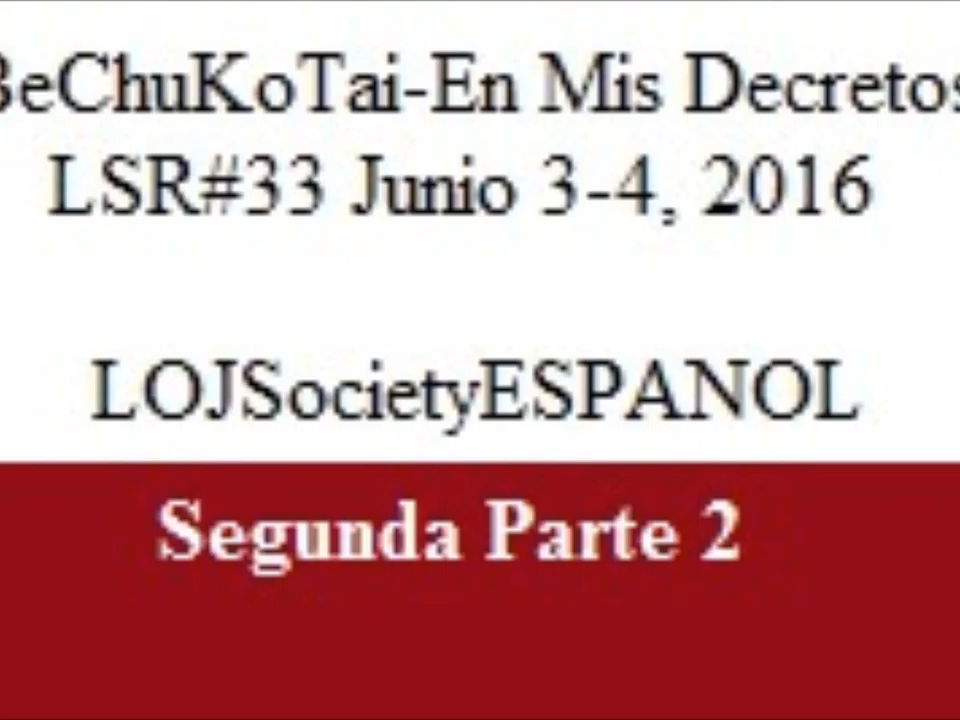 BeChuKoTai-En Mis Decretos
LSR#33 Junio 3-4, 2016
LOJSocietyESPANOL
Segunda Parte 2